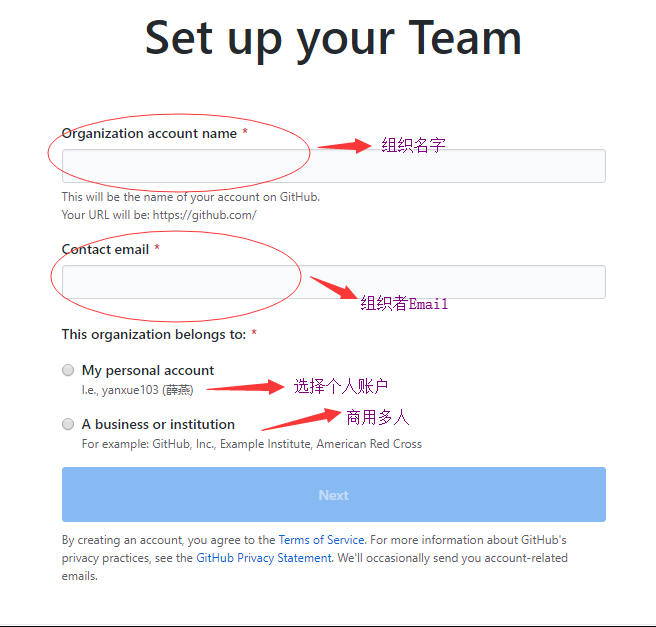 Set up your Team
Organization account name *
组织名字
This will be the name of your account on GitHub.
Your URL will be: https://github.com/
Contact email *
组织者Email
This organization belongs to: *
My personal account
I.e., yanxue103 (薛燕)
选择个人账户
A business or institution
商用多人
For example: GitHub, Inc., Example Institute, American Red Cross
Next
By creating an account, you agree to the Terms of Service. For more information about GitHub's
privacy practices, see the GitHub Privacy Statement. We'll occasionally send you account-related
emails.